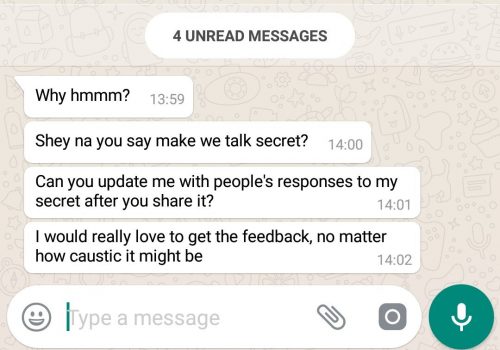 4 UNREAD MESSAGES
Why hmmm? 13:59
Shey na you say make we talk secret? 14:00
Can you update me with people's responses to my
secret after you share it? 14:01
I would really love to get the feedback, no matter
how caustic it might be 14:02
Type a message